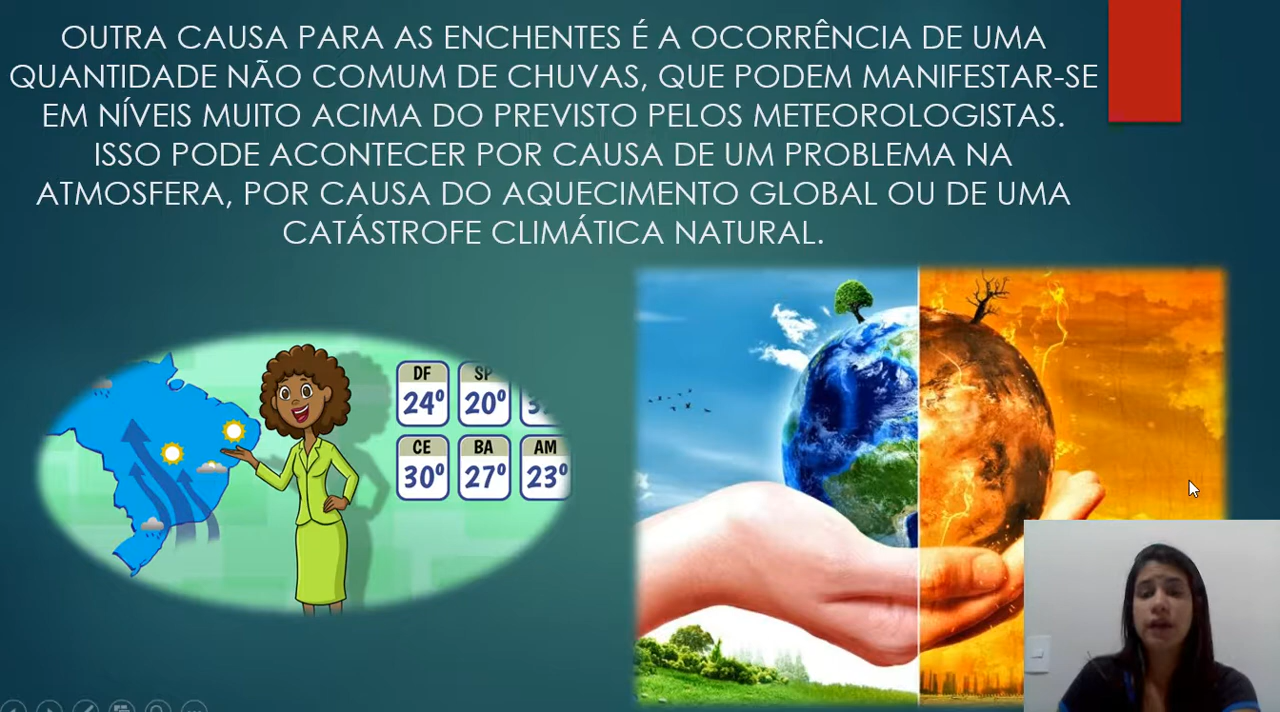 OUTRA CAUSA PARA AS ENCHENTES É A OCORRÊNCIA DE UMA
QUANTIDADE NÃO COMUM DE CHUVAS, QUE PODEM MANIFESTAR-SE
EM NÍVEIS MUITO ACIMA DO PREVISTO PELOS METEOROLOGISTAS.
ISSO PODE ACONTECER POR CAUSA DE UM PROBLEMA NA
ATMOSFERA, POR CAUSA DO AQUECIMENTO GLOBAL OU DE UMA
CATÁSTROFE CLIMÁTICA NATURAL.
DF SP
24º 20º
CE BA AM
30º 27º 23º